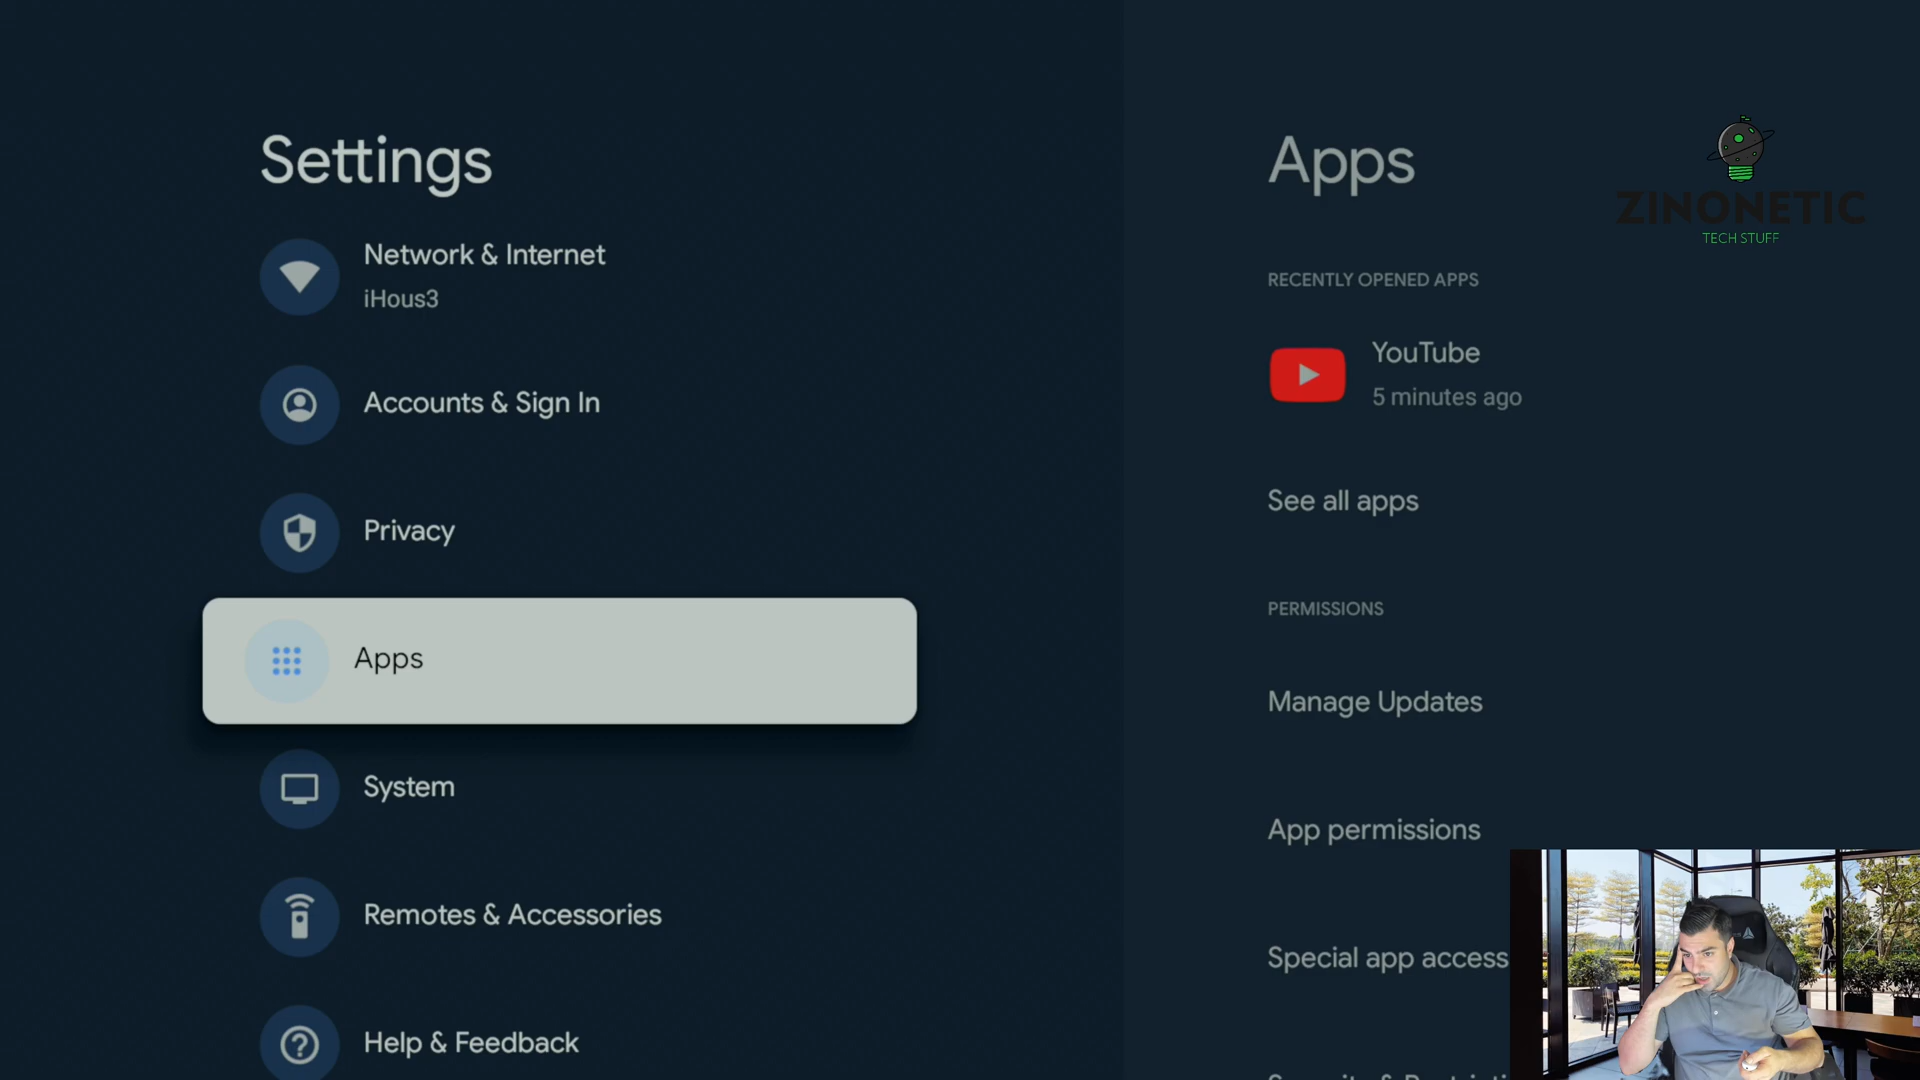 Settings
Network & Internet
iHous3
Accounts & Sign In
Privacy
Apps
System
Remotes & Accessories
Help & Feedback
Apps
RECENTLY OPENED APPS
YouTube
5 minutes ago
See all apps
PERMISSIONS
Manage Updates
App permissions
Special app access
ZINONETIC
TECH STUFF